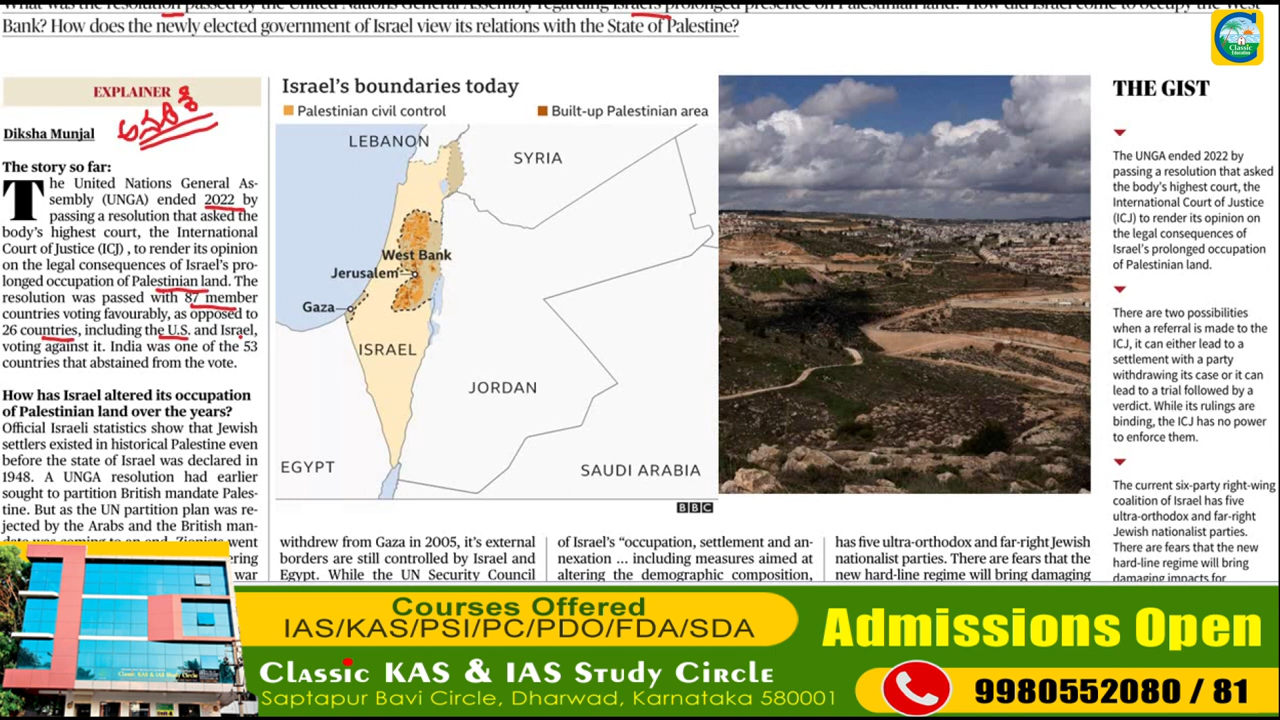 Bank? How does the newly elected government of Israel view its relations with the State of Palestine?
Classic
Education
EXPLAINER
Diksha Munjal
The story so far:
The United Nations General As-
sembly (UNGA) ended 2022 by
passing a resolution that asked the
body's highest court, the International
Court of Justice (ICJ) , to render its opinion
on the legal consequences of Israel's pro-
longed occupation of Palestinian land. The
resolution was passed with 87 member
countries voting favourably, as opposed to
26 countries, including the U.S. and Israel,
voting against it. India was one of the 53
countries that abstained from the vote.
How has Israel altered its occupation
of Palestinian land over the years?
Official Israeli statistics show that Jewish
settlers existed in historical Palestine even
before the state of Israel was declared in
1948. A UNGA resolution had earlier
sought to partition British mandate Pales-
tine. But as the UN partition plan was re-
jected by the Arabs and the British man-
went
ering
war
Israel's boundaries today
Palestinian civil control
Built-up Palestinian area
LEBANON
SYRIA
West Bank
Jerusalem
Gaza
ISRAEL
JORDAN
EGYPT
SAUDI ARABIA
BBC
withdrew from Gaza in 2005, it's external
borders are still controlled by Israel and
Egypt. While the UN Security Council
of Israel's "occupation, settlement and an-
nexation ... including measures aimed at
altering the demographic composition,
has five ultra-orthodox and far-right Jewish
nationalist parties. There are fears that the
new hard-line regime will bring damaging
THE GIST
The UNGA ended 2022 by
passing a resolution that asked
the body's highest court, the
International Court of Justice
(ICJ) to render its opinion on
the legal consequences of
Israel's prolonged occupation
of Palestinian land.
There are two possibilities
when a referral is made to the
ICJ, it can either lead to a
settlement with a party
withdrawing its case or it can
lead to a trial followed by a
verdict. While its rulings are
binding, the ICJ has no power
to enforce them.
The current six-party right-wing
coalition of Israel has five
ultra-orthodox and far-right
Jewish nationalist parties.
There are fears that the new
hard-line regime will bring
damaging impacts for
Courses Offered
IAS/KAS/PSI/PC/PDO/FDA/SDA
Classic KAS & IAS Study Circle
Saptapur Bavi Circle, Dharwad, Karnataka 580001
Admissions Open
9980552080 / 81